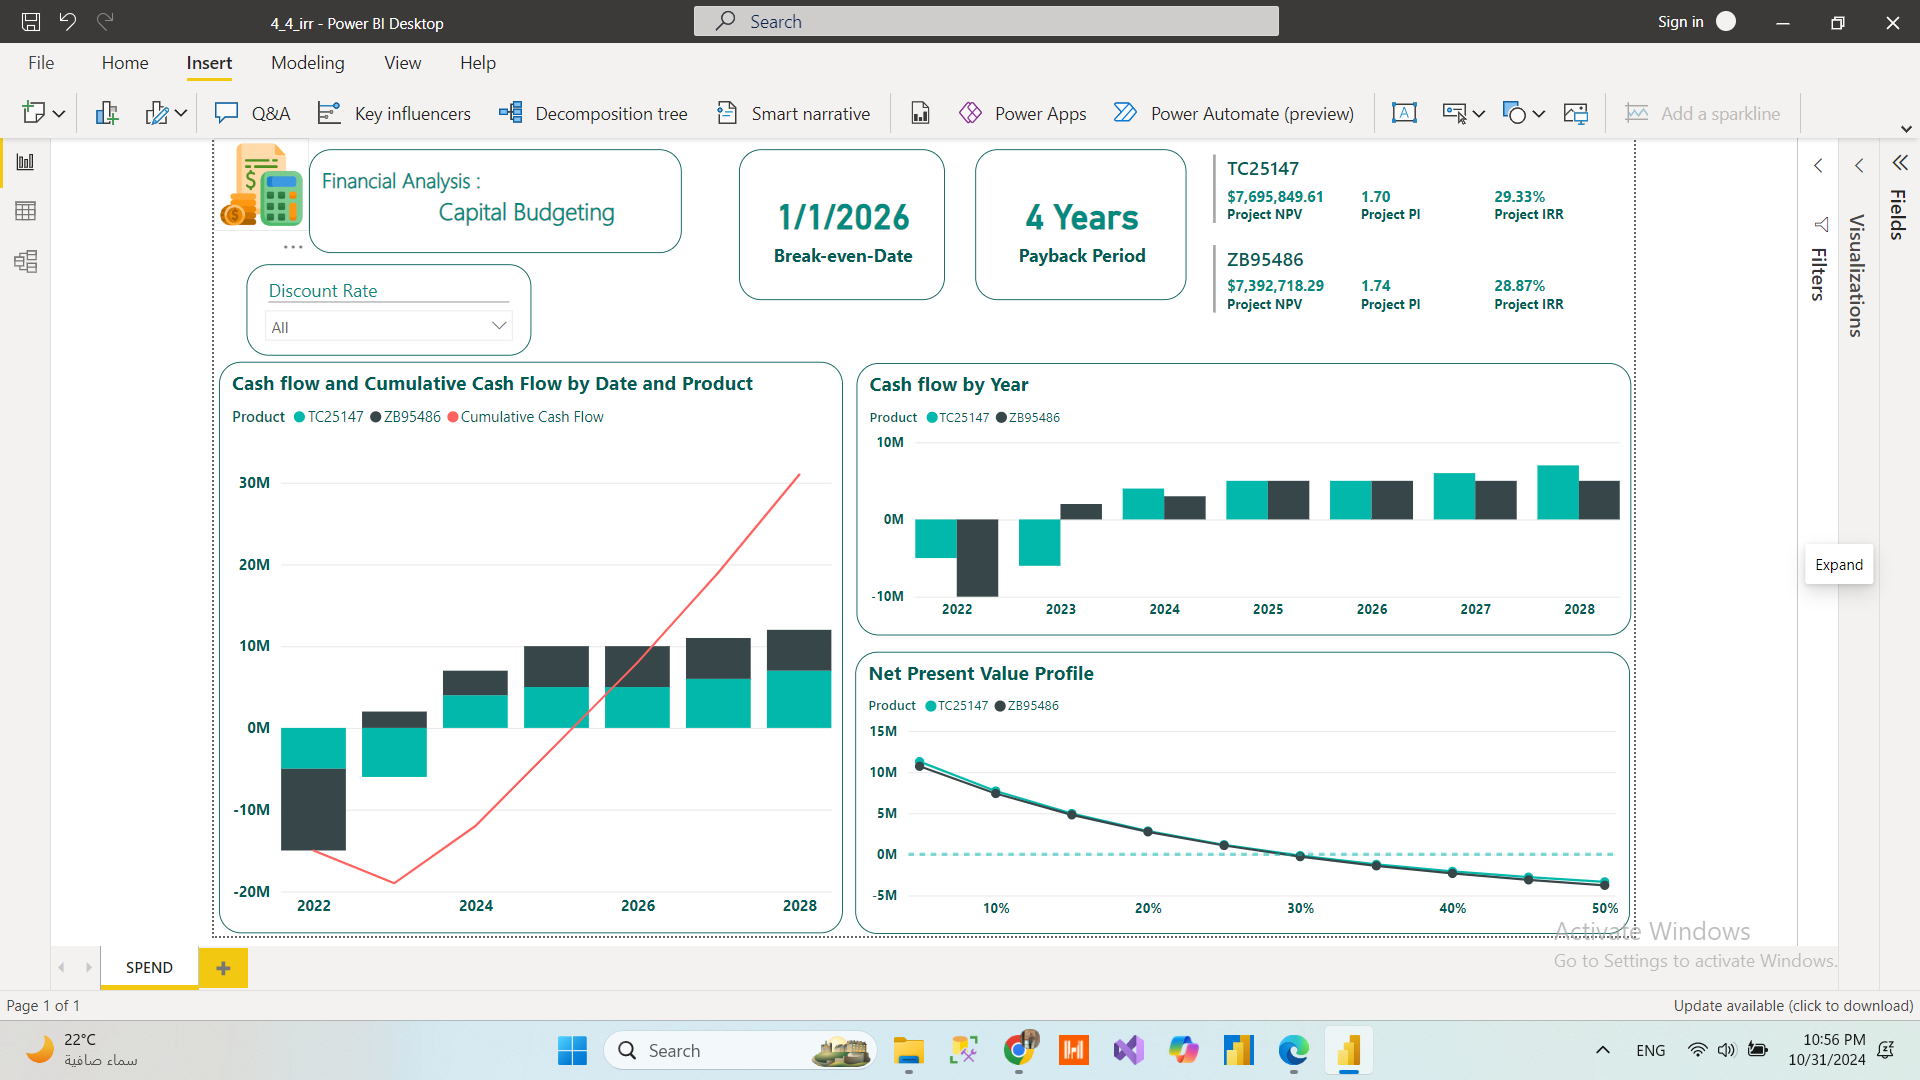 4_4_irr - Power BI Desktop
Search
Sign in
File
Home
Insert
Modeling
View
Help
Q&A
Key influencers
Decomposition tree
Smart narrative
Power Apps
Power Automate (preview)
A
Add a sparkline
Financial Analysis :
Capital Budgeting
Discount Rate
All
1/1/2026
Break-even-Date
4 Years
Payback Period
TC25147
$7,695,849.61 1.70 29.33%
Project NPV Project PI Project IRR
ZB95486
$7,392,718.29 1.74 28.87%
Project NPV Project PI Project IRR
Filters
Visualizations
Fields
Expand
Cash flow and Cumulative Cash Flow by Date and Product
Product TC25147 ZB95486 Cumulative Cash Flow
30M
20M
10M
0M
-10M
-20M
2022 2024 2026 2028
Cash flow by Year
Product TC25147 ZB95486
10M
0M
-10M
2022 2023 2024 2025 2026 2027 2028
Net Present Value Profile
Product TC25147 ZB95486
15M
10M
5M
0M
-5M
10% 20% 30% 40% 50%
Activate Windows
Go to Settings to activate Windows.
SPEND
Page 1 of 1
Update available (click to download)
22°C
سماء صافية
Search
ENG
10:56 PM
10/31/2024